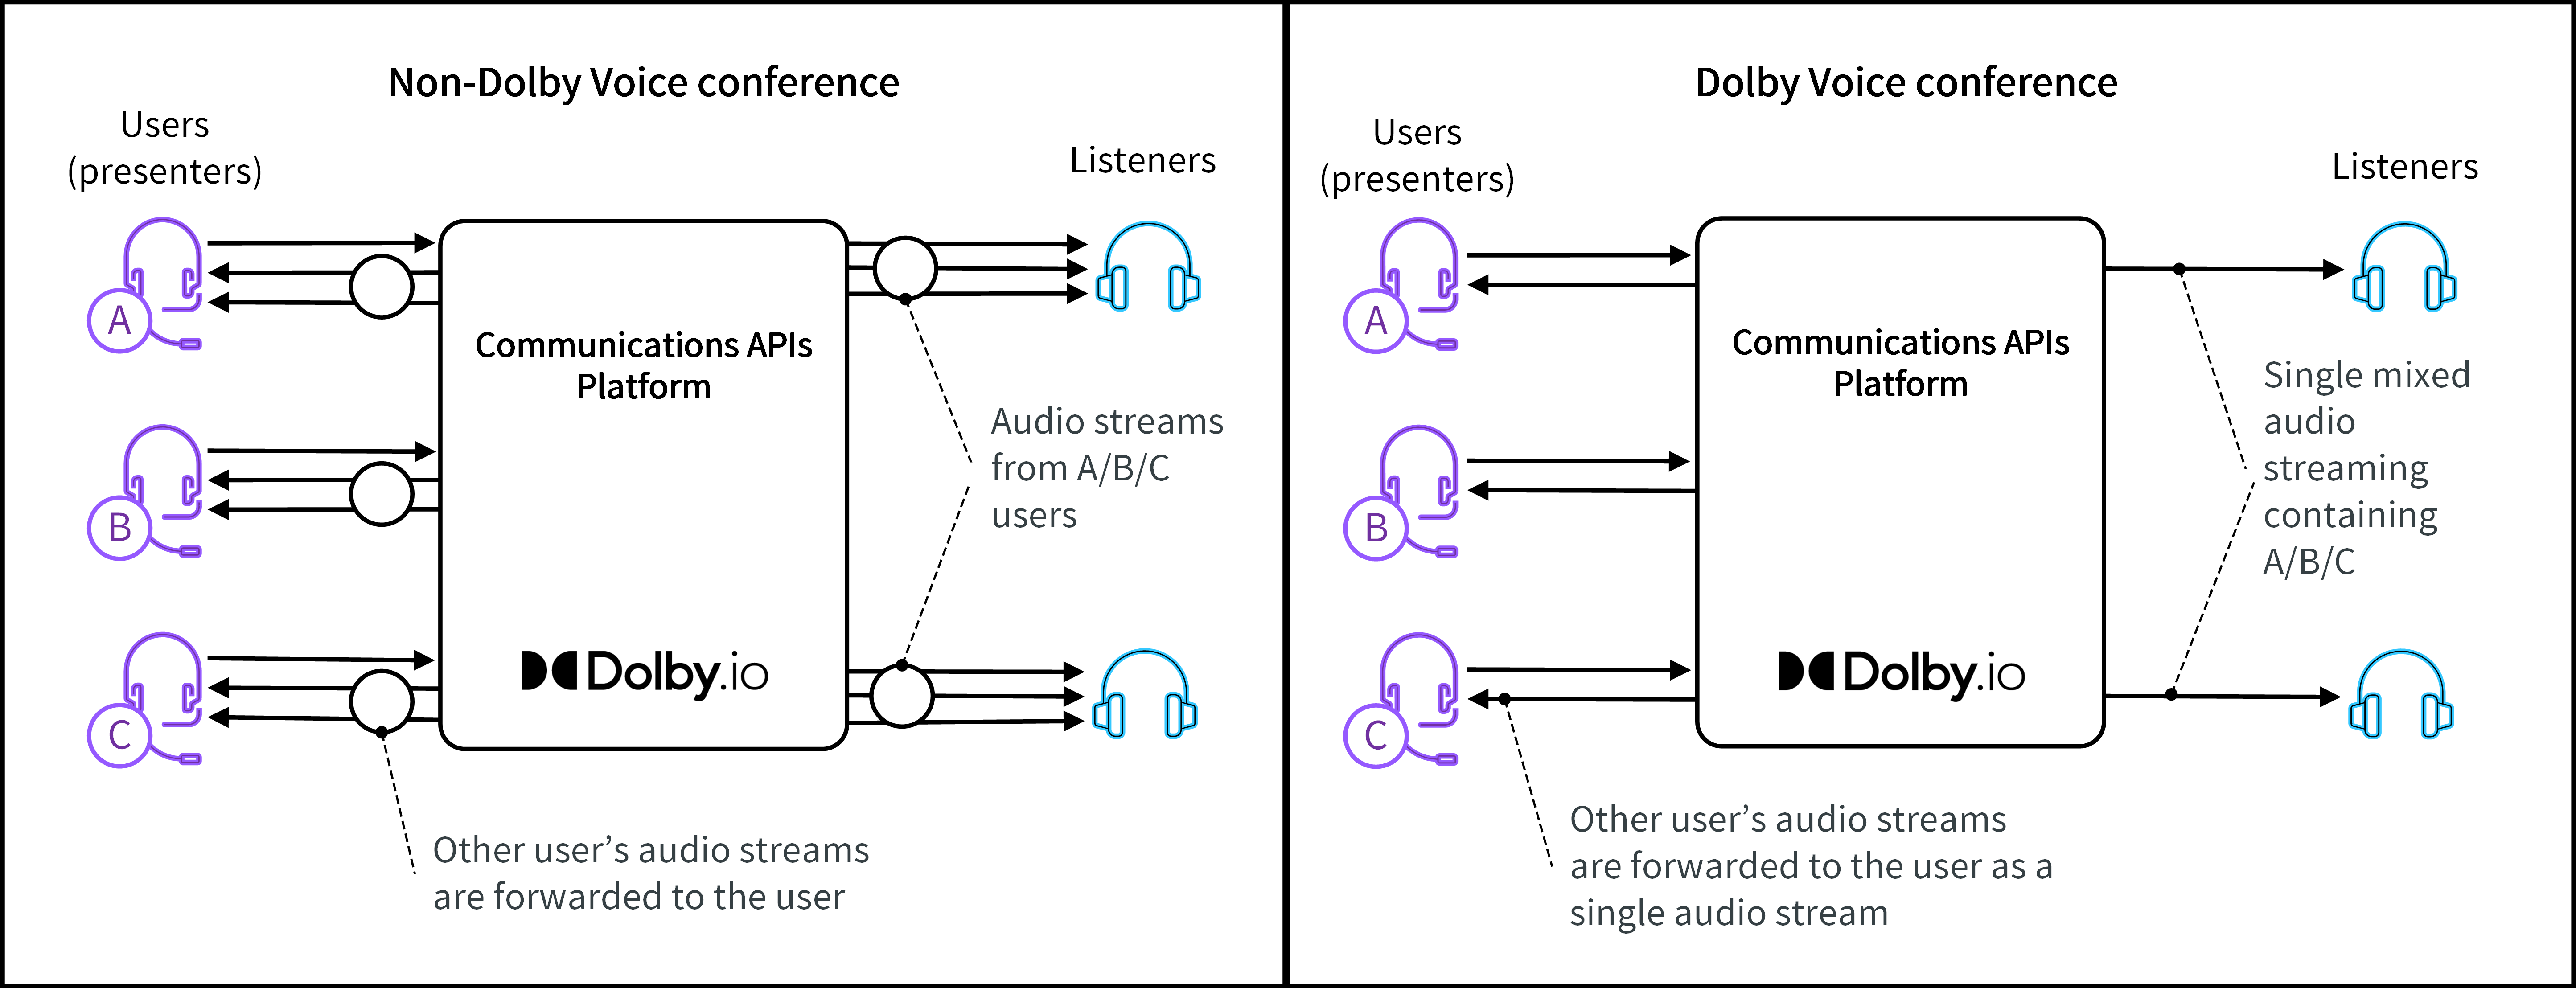 Non-Dolby Voice conference
Users
(presenters)
Listeners
A
B
C
Communications APIs
Platform
Dolby.io
Audio streams
from A/B/C
users
Other user’s audio streams
are forwarded to the user
Dolby Voice conference
Users
(presenters)
Listeners
A
B
C
Communications APIs
Platform
Dolby.io
Single mixed
audio
streaming
containing
A/B/C
Other user’s audio streams
are forwarded to the user as a
single audio stream